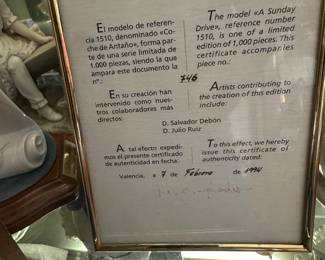 El modelo de referen-
cia 1510, denominado «Co-
che de Antaño», forma par-
te de una serie limitada de
1.000 piezas, siendo la que
ampara este documento la
nº.:
The model «A Sunday
Drive», reference number
1510, is one of a limited
edition of 1,000 pieces. This
certificate accompanies
piece no.:
746
En su creación han
intervenido como nues-
tros colaboradores más
directos:
Artists contributing to
the creation of this edition
include:
D. Salvador Debón
D. Julio Ruiz
A tal efecto expedi-
mos el presente certificado
de autenticidad en fecha:
To this effect, we hereby
issue this certificate of
authenticity dated:
Valencia, a 7 de Febrero de 1994